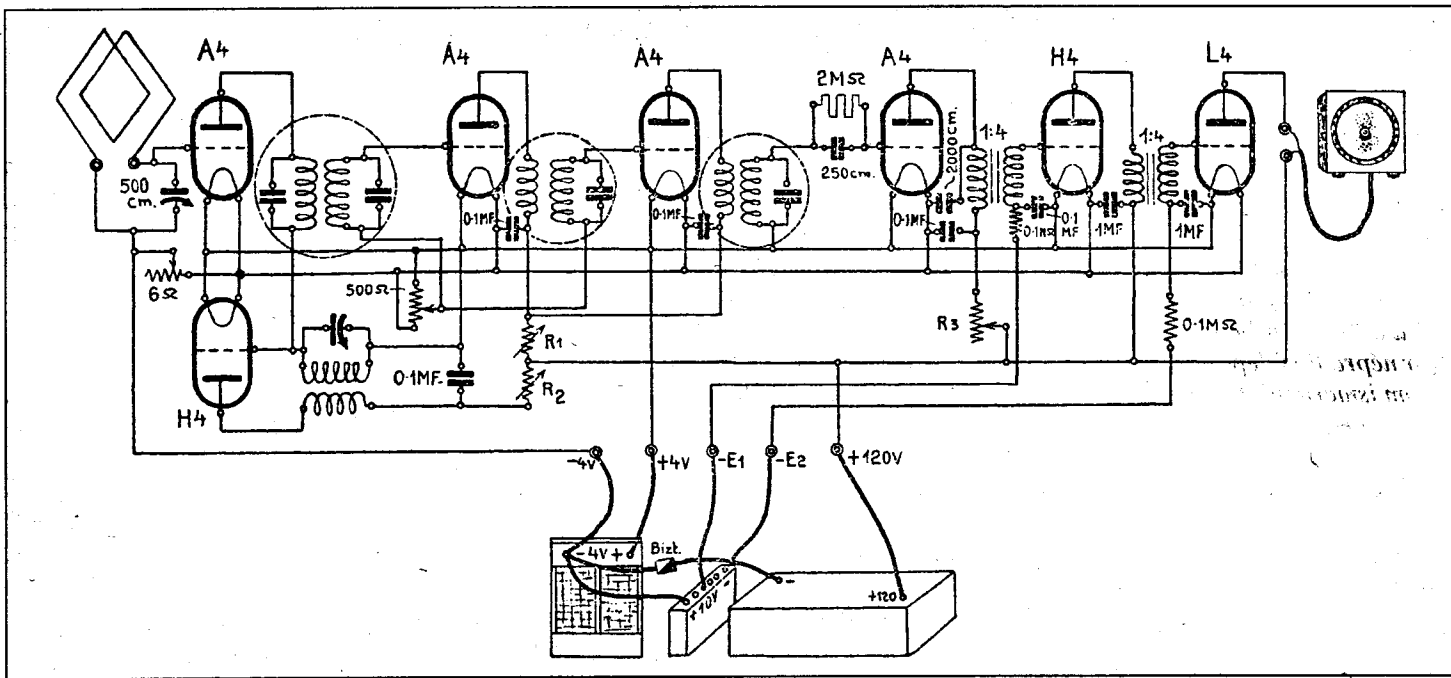 A4
A4
A4
A4
H4
L4
2MΩ
250cm.
~2000cm.
1:4
1:4
500
cm.
6Ω
500Ω
0·1MF
0·1MF.
0·1MF
0·1MΩ
0·1
MF
1MF
1MF
R1
R2
R3
0·1MΩ
0·1MF.
H4
-4V
+4V
-E1
-E2
+120V
-4V+
Bizt.
+10V -
-
+120